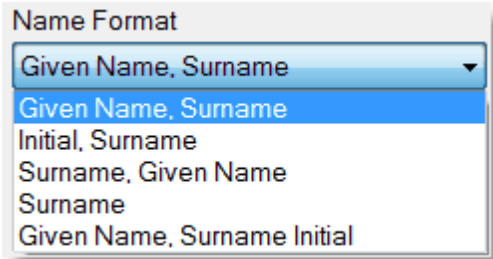 Name Format
Given Name, Surname
Given Name, Surname
Initial, Surname
Surname, Given Name
Surname
Given Name, Surname Initial